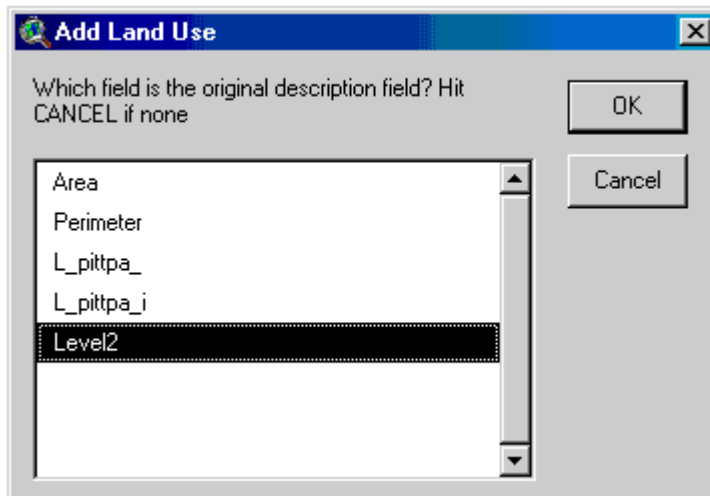 Add Land Use
Which field is the original description field? Hit
CANCEL if none
OK
Cancel
Area
Perimeter
L_pittpa_
L_pittpa_i
Level2